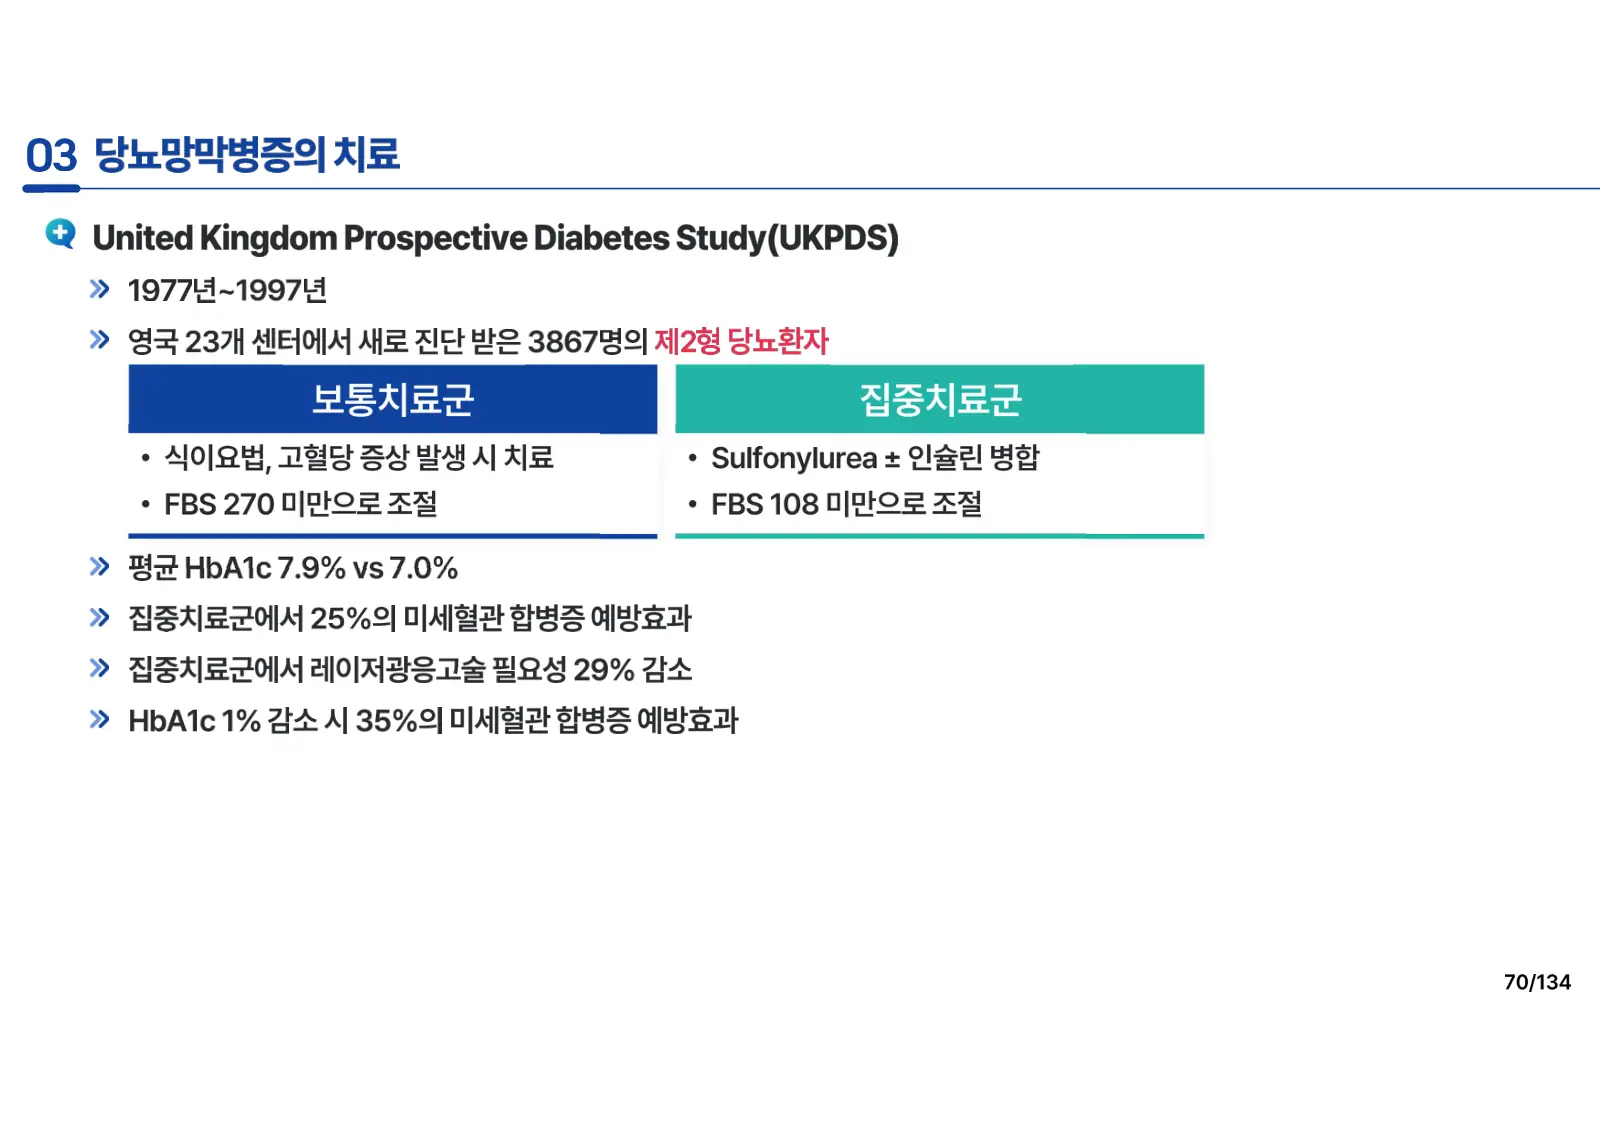 03 당뇨망막병증의 치료
United Kingdom Prospective Diabetes Study(UKPDS)
1977년~1997년
영국 23개 센터에서 새로 진단 받은 3867명의 제2형 당뇨환자
보통치료군
• 식이요법, 고혈당 증상 발생 시 치료
• FBS 270 미만으로 조절
집중치료군
• Sulfonylurea ± 인슐린 병합
• FBS 108 미만으로 조절
평균 HbA1c 7.9% vs 7.0%
집중치료군에서 25%의 미세혈관 합병증 예방효과
집중치료군에서 레이저광응고술 필요성 29% 감소
HbA1c 1% 감소 시 35%의 미세혈관 합병증 예방효과
70/134